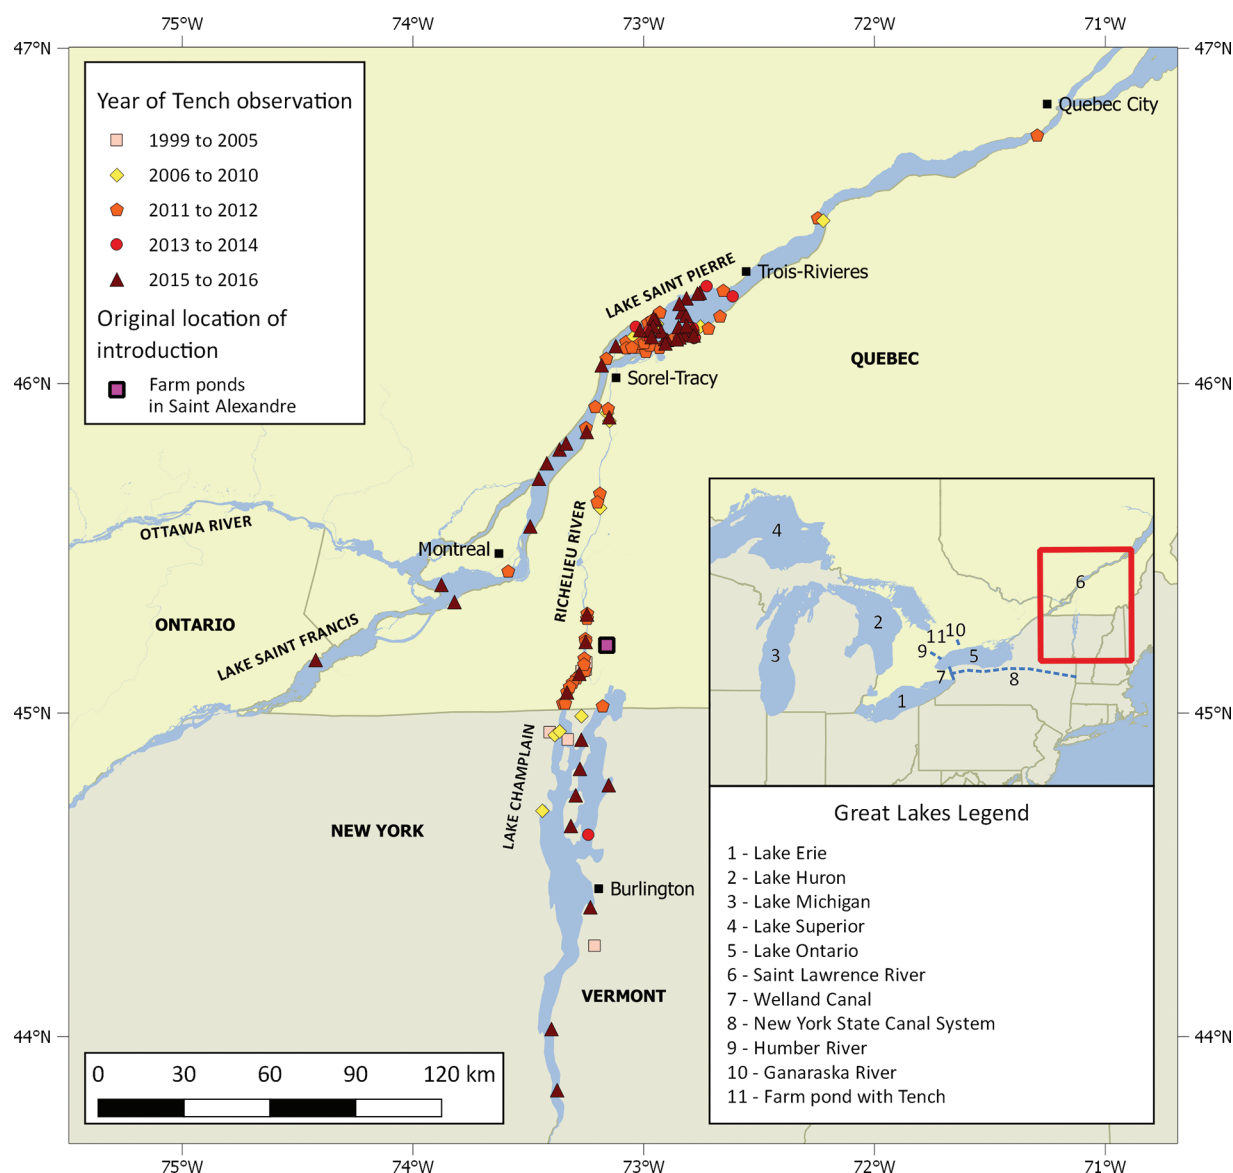 75°W 74°W 73°W 72°W 71°W
47°N 47°N
Year of Tench observation
1999 to 2005
2006 to 2010
2011 to 2012
2013 to 2014
2015 to 2016
Original location of
introduction
Farm ponds
in Saint Alexandre
Quebec City
Trois-Rivieres
LAKE SAINT PIERRE
QUEBEC
46°N 46°N
Sorel-Tracy
OTTAWA RIVER
Montreal
RICHELIEU RIVER
ONTARIO
LAKE SAINT FRANCIS
45°N 45°N
LAKE CHAMPLAIN
NEW YORK
Burlington
VERMONT
44°N 44°N
0 30 60 90 120 km
4
6
2
11 10
9
3
5
7
8
1
Great Lakes Legend
1 - Lake Erie
2 - Lake Huron
3 - Lake Michigan
4 - Lake Superior
5 - Lake Ontario
6 - Saint Lawrence River
7 - Welland Canal
8 - New York State Canal System
9 - Humber River
10 - Ganaraska River
11 - Farm pond with Tench
75°W 74°W 73°W 72°W 71°W